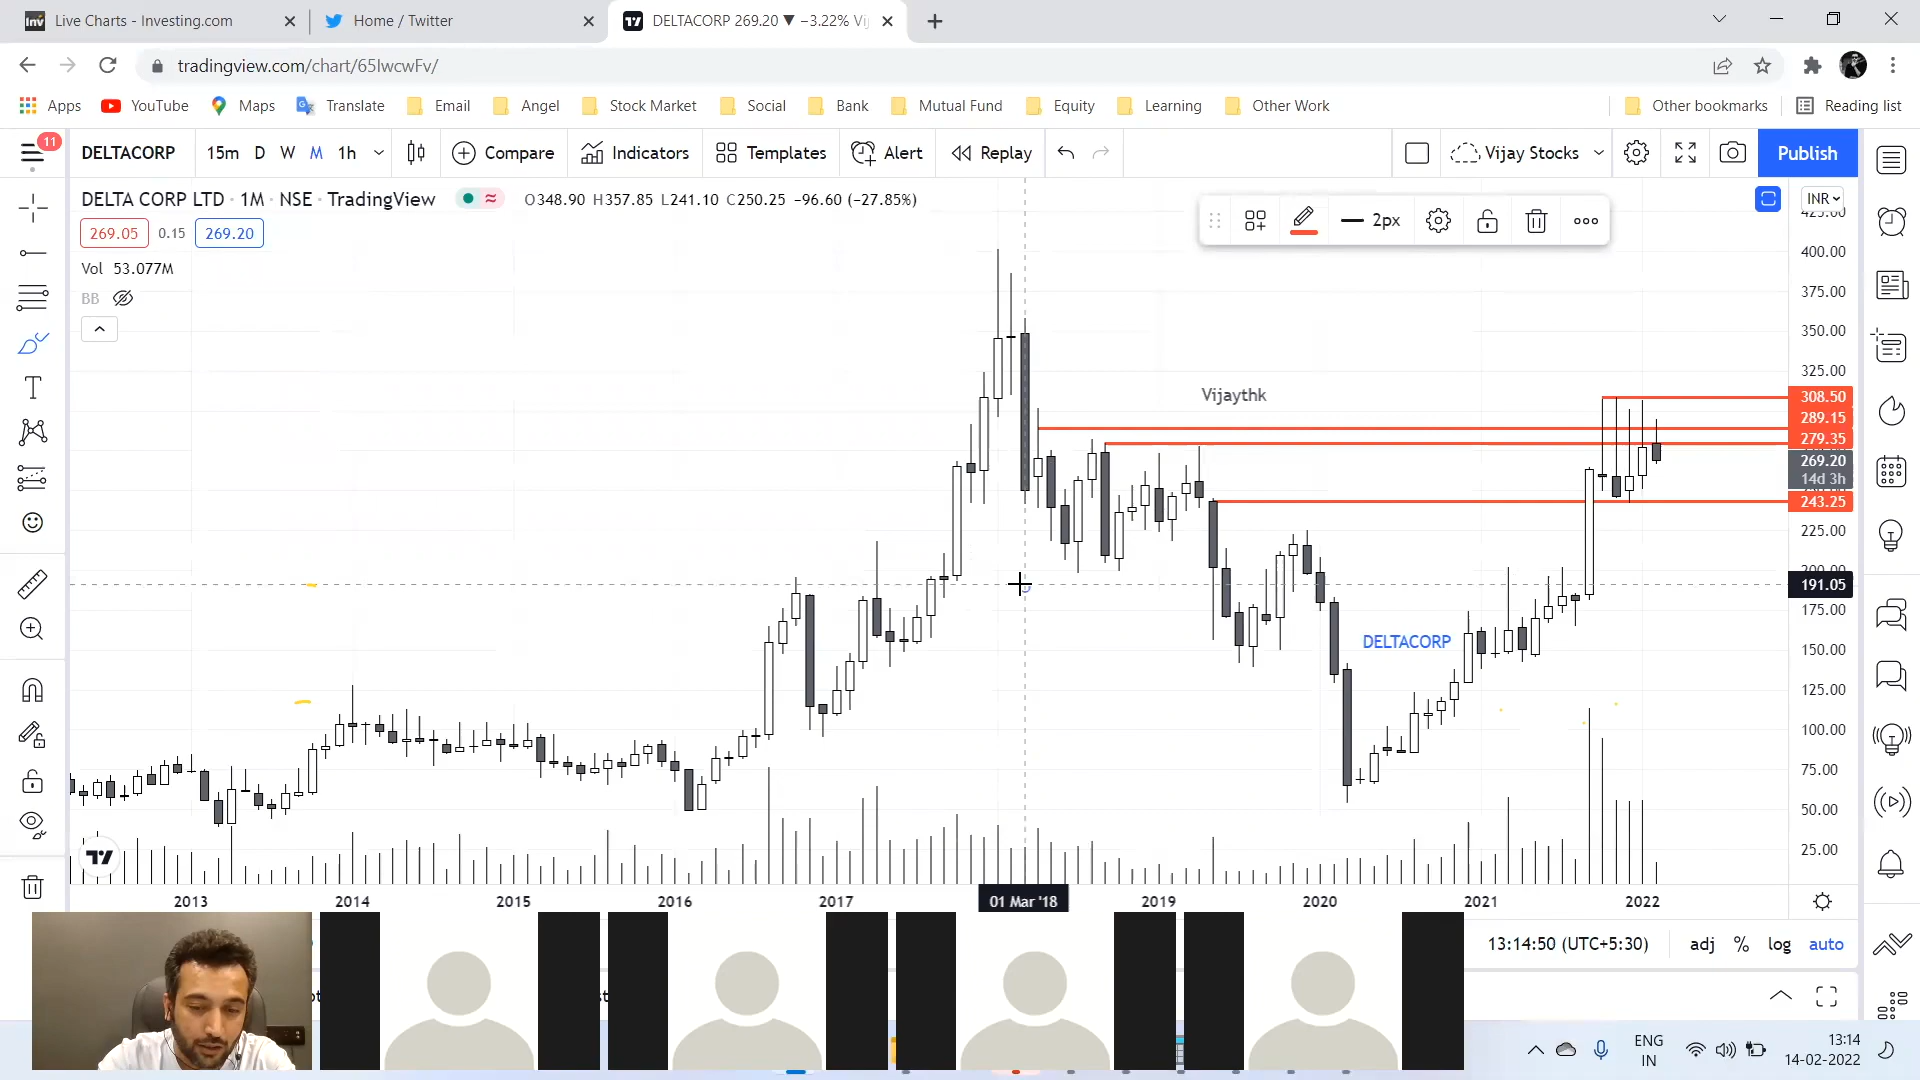 Live Charts - Investing.com
Home / Twitter
DELTACORP 269.20 ▼ −3.22%
tradingview.com/chart/65IwcwFv/
Apps
YouTube
Maps
Translate
Email
Angel
Stock Market
Social
Bank
Mutual Fund
Equity
Learning
Other Work
Other bookmarks
Reading list
11
DELTACORP
15m D W M 1h
Compare
Indicators
Templates
Alert
Replay
Vijay Stocks
Publish
DELTA CORP LTD · 1M · NSE · TradingView
O348.90 H357.85 L241.10 C250.25 −96.60 (−27.85%)
2px
INR
269.05 0.15 269.20
Vol 53.077M
BB
Vijaythk
DELTACORP
425.00
400.00
375.00
350.00
325.00
308.50
289.15
279.35
269.20
14d 3h
243.25
225.00
200.00
191.05
175.00
150.00
125.00
100.00
75.00
50.00
25.00
2013 2014 2015 2016 2017 01 Mar '18 2019 2020 2021 2022
13:14:50 (UTC+5:30)
adj % log auto
ENG
IN
13:14
14-02-2022